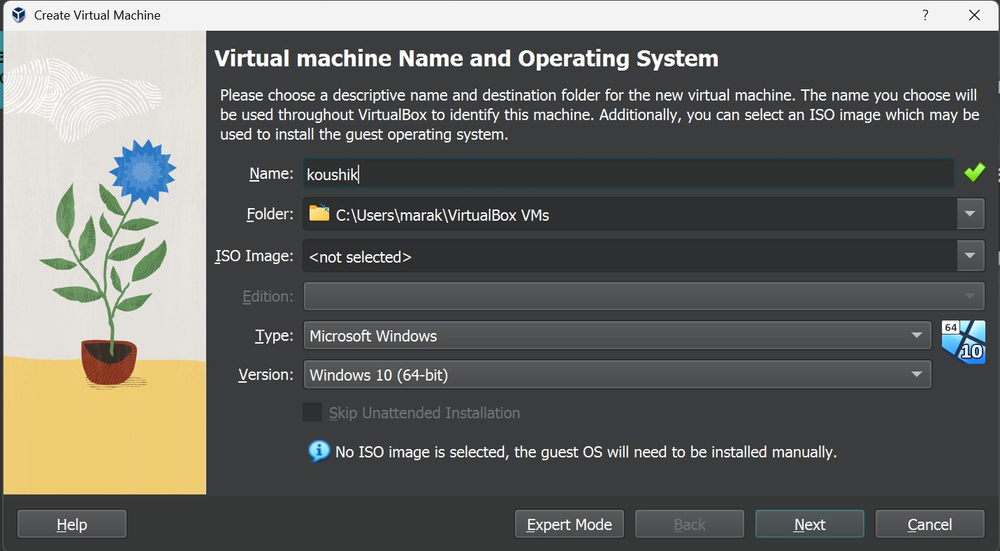 Create Virtual Machine
?
Virtual machine Name and Operating System
Please choose a descriptive name and destination folder for the new virtual machine. The name you choose will
be used throughout VirtualBox to identify this machine. Additionally, you can select an ISO image which may be
used to install the guest operating system.
Name: koushik
Folder: C:\Users\marak\VirtualBox VMs
ISO Image: <not selected>
Edition:
Type: Microsoft Windows
64
10
Version: Windows 10 (64-bit)
Skip Unattended Installation
No ISO image is selected, the guest OS will need to be installed manually.
Help Expert Mode Back Next Cancel